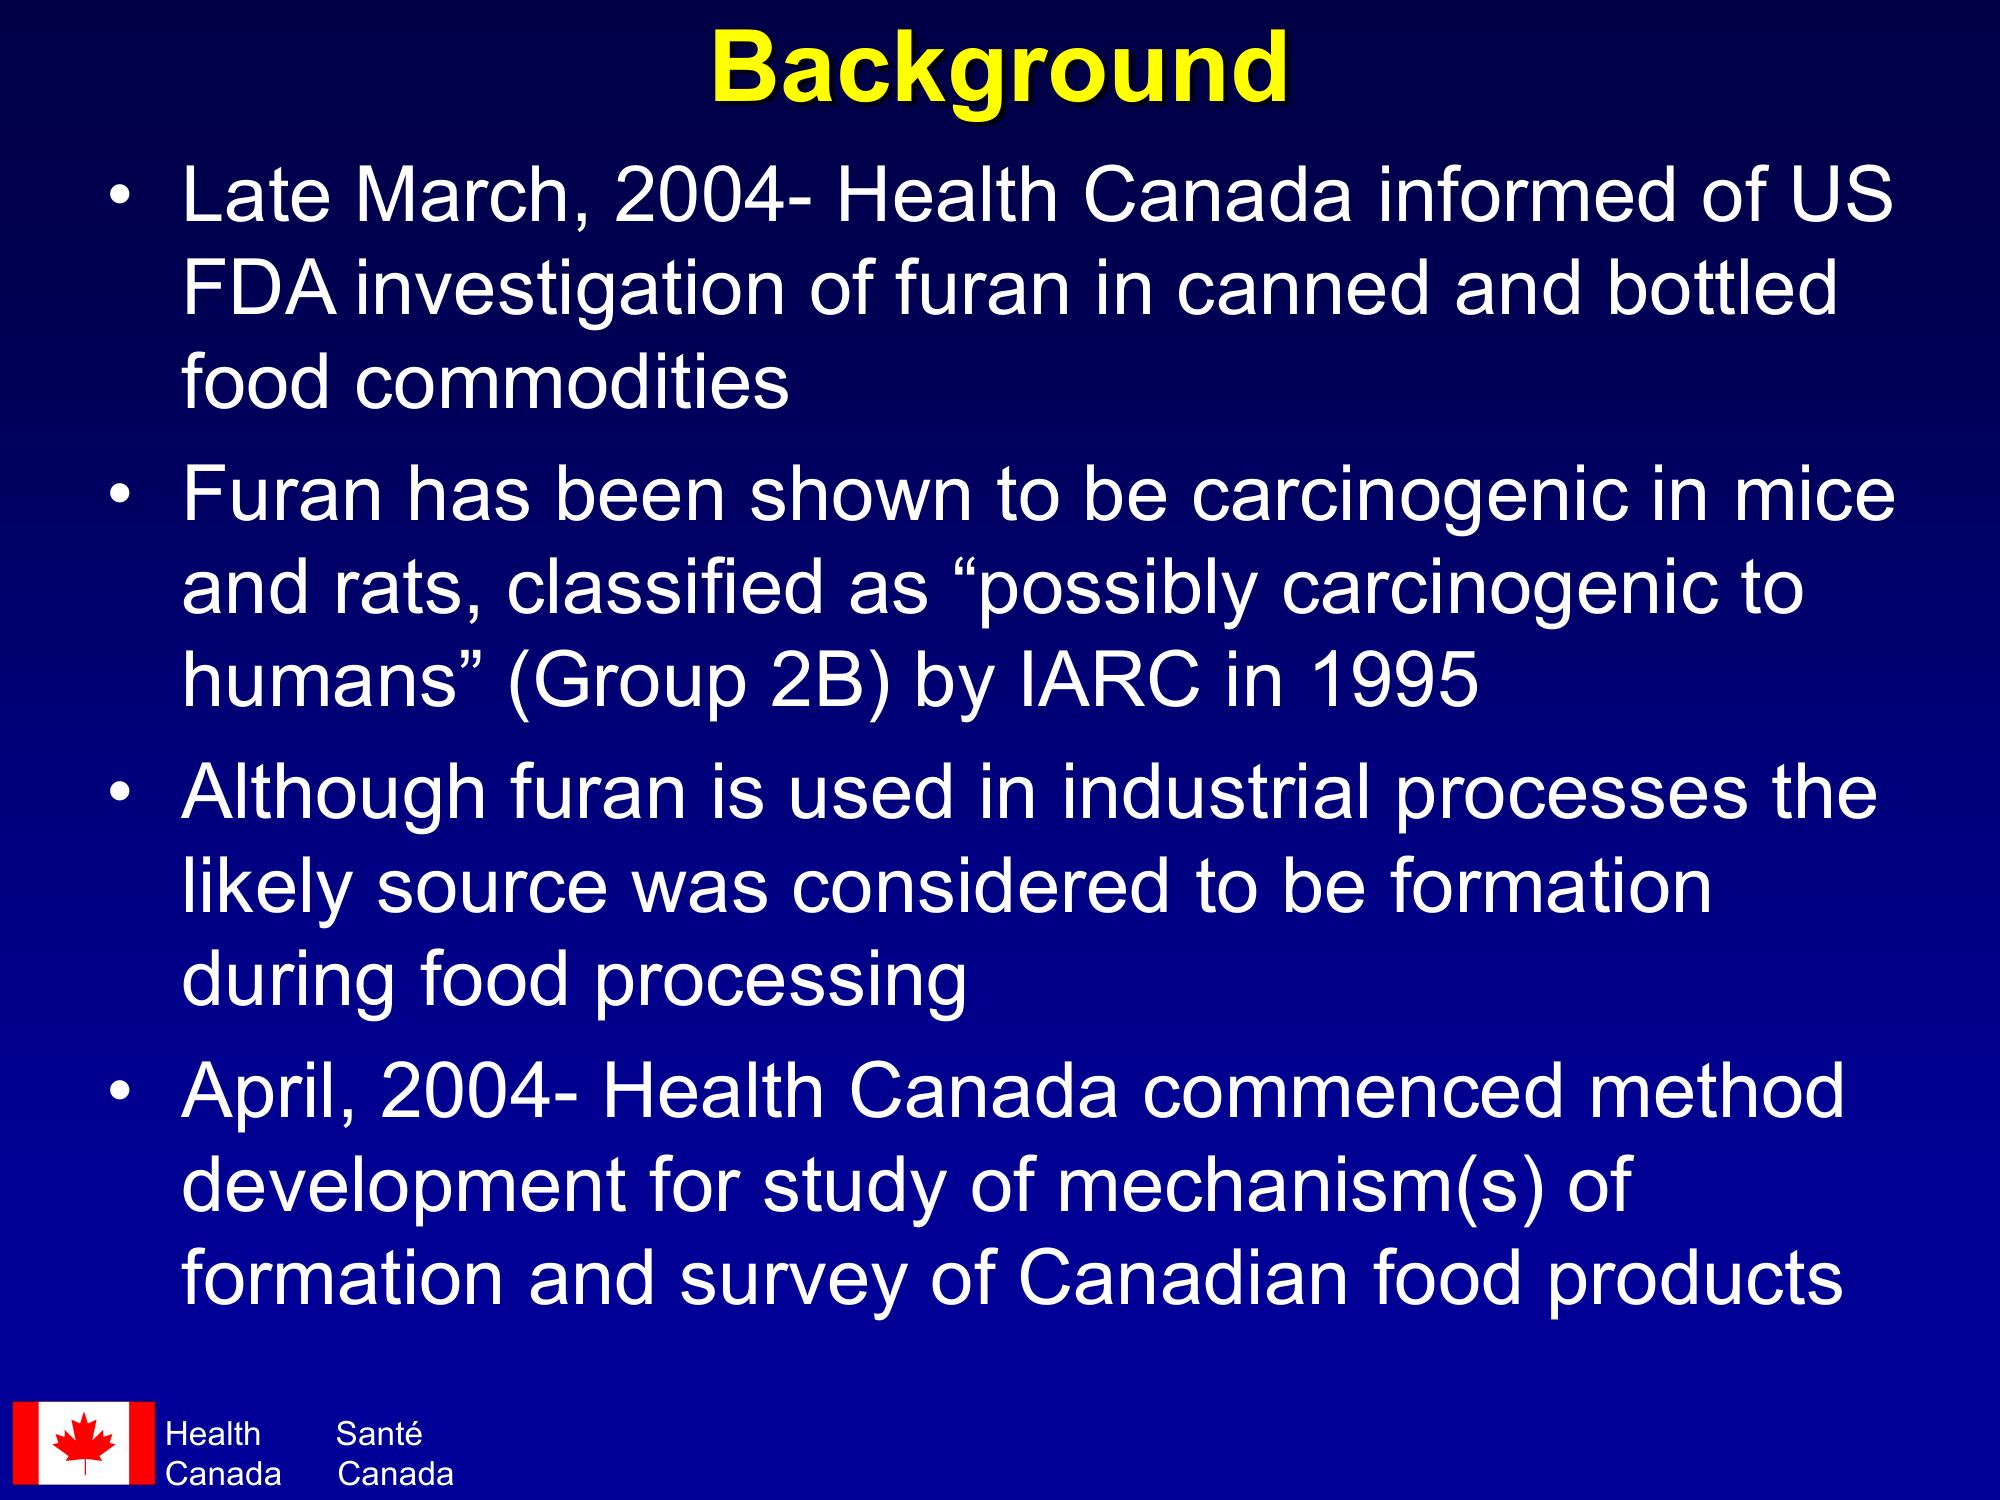 Background
• Late March, 2004- Health Canada informed of US
FDA investigation of furan in canned and bottled
food commodities
• Furan has been shown to be carcinogenic in mice
and rats, classified as “possibly carcinogenic to
humans” (Group 2B) by IARC in 1995
• Although furan is used in industrial processes the
likely source was considered to be formation
during food processing
• April, 2004- Health Canada commenced method
development for study of mechanism(s) of
formation and survey of Canadian food products
Health Santé
Canada Canada